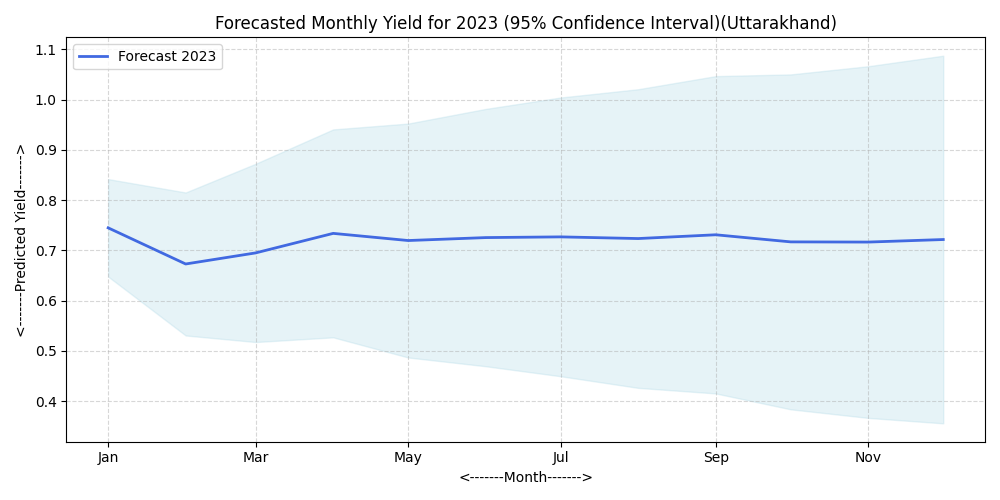 Forecasted Monthly Yield for 2023 (95% Confidence Interval)(Uttarakhand)
Forecast 2023
<------Predicted Yield------->
1.1
1.0
0.9
0.8
0.7
0.6
0.5
0.4
Jan Mar May Jul Sep Nov
<-------Month------->